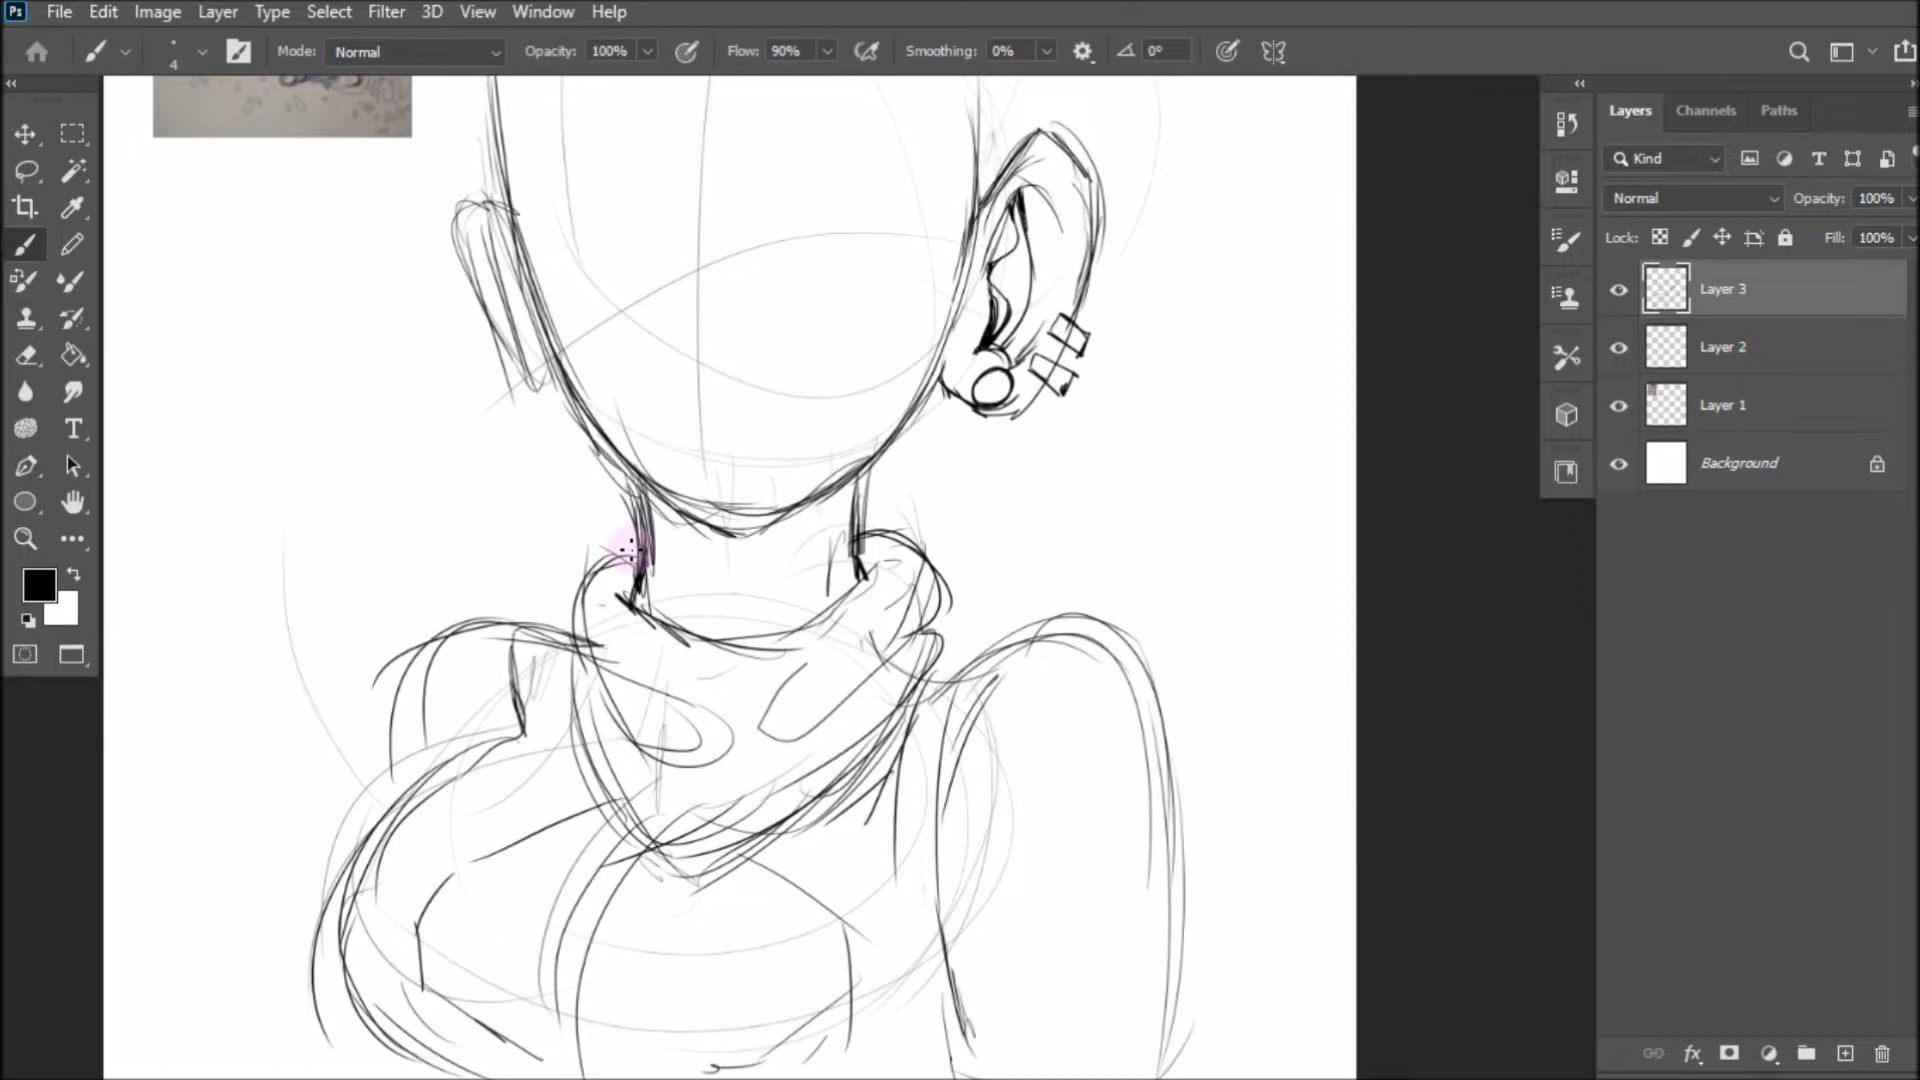 Ps File Edit Image Layer Type Select Filter 3D View Window Help
4 Mode: Normal Opacity: 100% Flow: 90% Smoothing: 0% 0°
Layers Channels Paths
Kind
Normal Opacity: 100%
Lock: Fill: 100%
Layer 3
Layer 2
Layer 1
Background